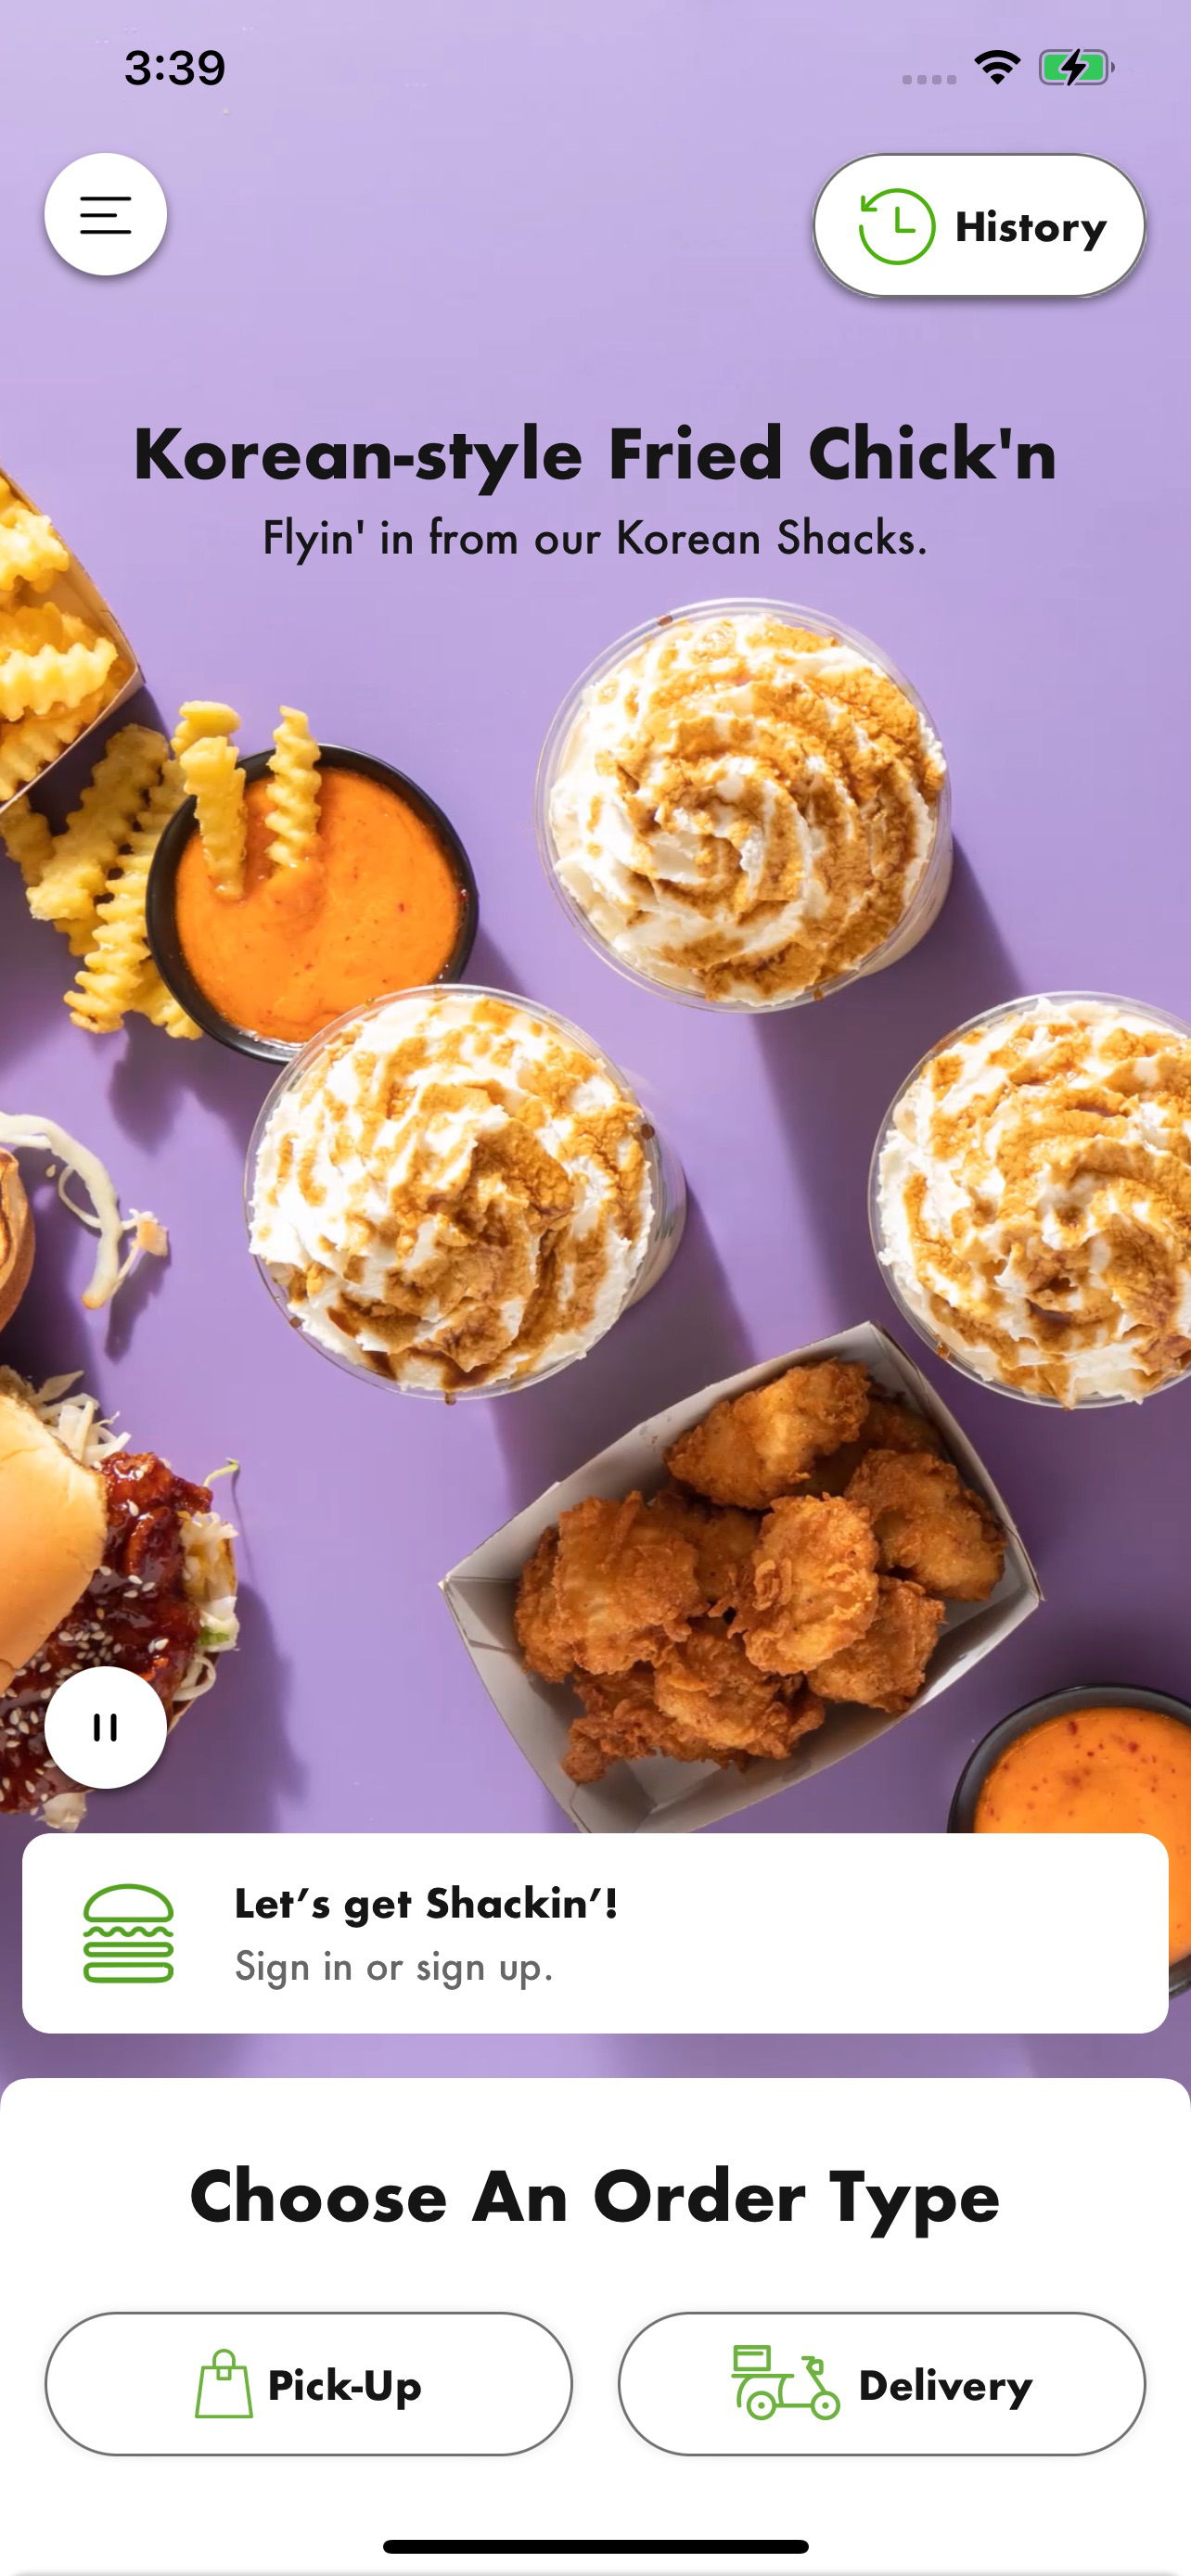 3:39
History
Korean-style Fried Chick'n
Flyin' in from our Korean Shacks.
Let’s get Shackin’!
Sign in or sign up.
Choose An Order Type
Pick-Up
Delivery